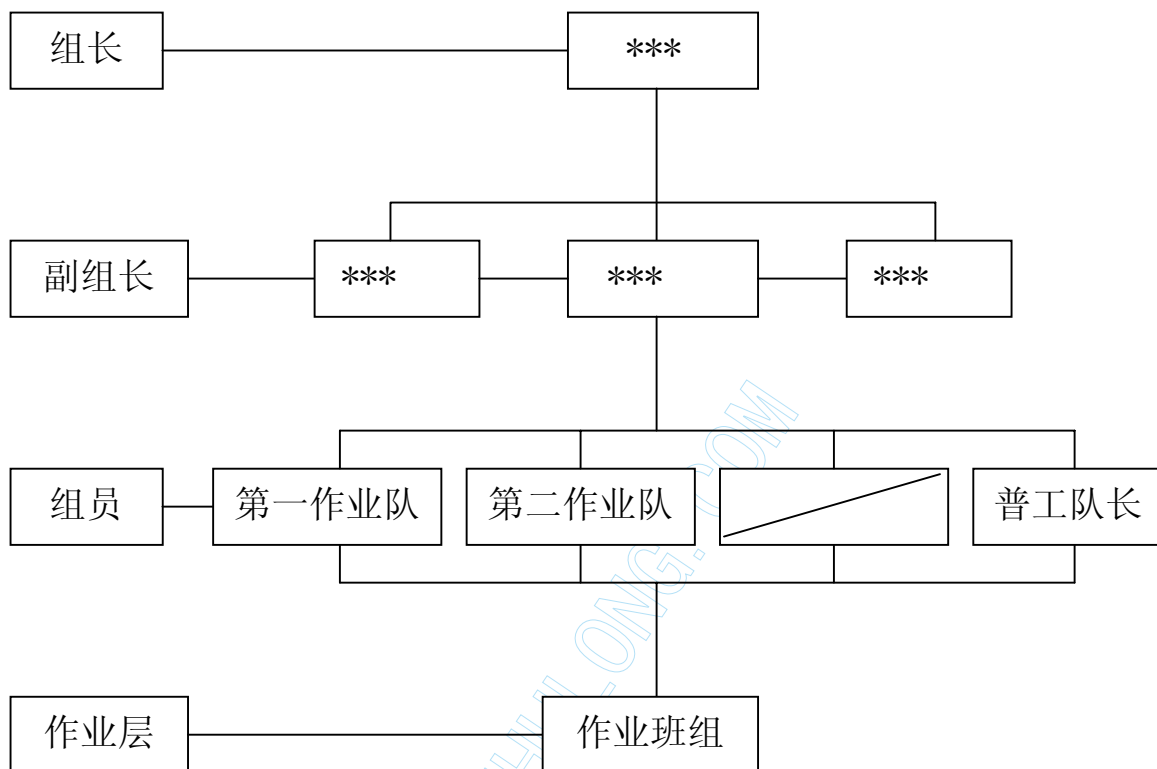 组长 ***
副组长 *** *** ***
组员 第一作业队 第二作业队 普工队长
作业层 作业班组